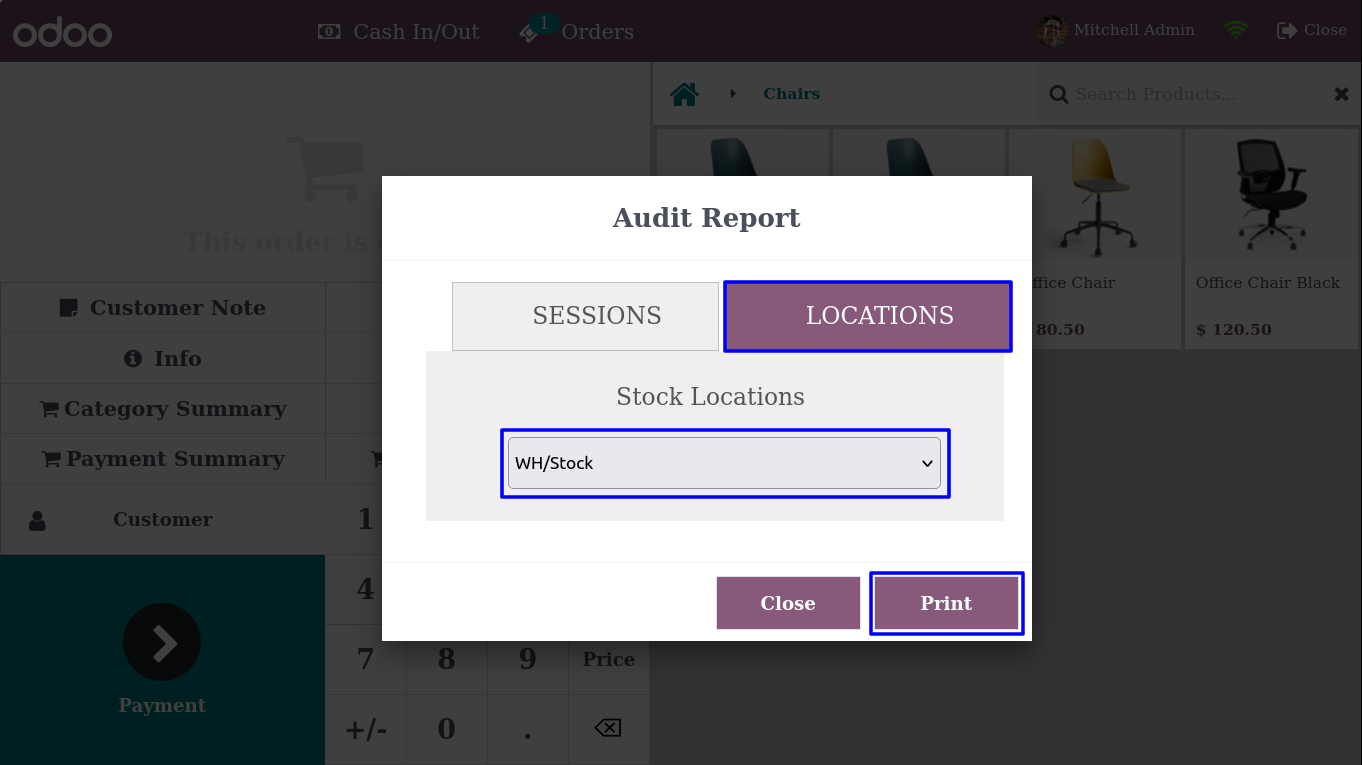 odoo
Cash In/Out
1
Orders
Mitchell Admin
Close
Chairs
Search Products...
This order is
Audit Report
SESSIONS
LOCATIONS
Stock Locations
WH/Stock
Close
Print
Customer Note
Info
Category Summary
Payment Summary
Customer
Payment
1
4
7 8 9 Price
+/- 0 .
ffice Chair
80.50
Office Chair Black
$ 120.50